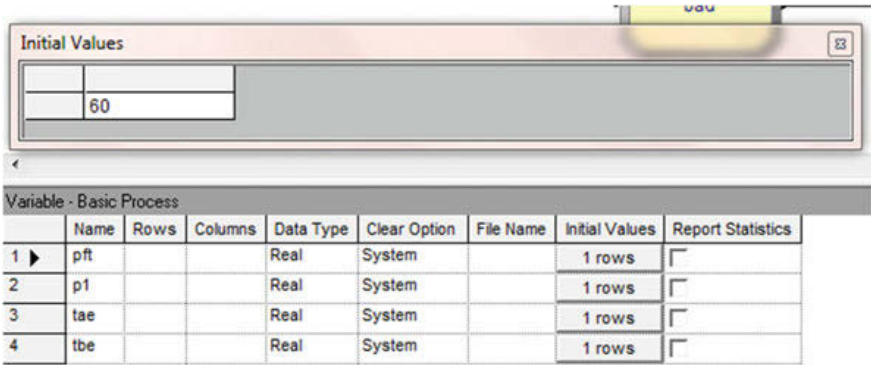 bad
Initial Values
60
Variable - Basic Process
Name Rows Columns Data Type Clear Option File Name Initial Values Report Statistics
1 pft Real System 1 rows
2 p1 Real System 1 rows
3 tae Real System 1 rows
4 tbe Real System 1 rows